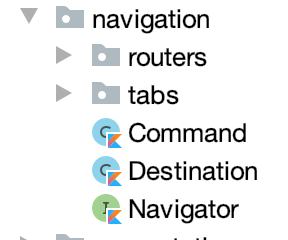 navigation
routers
tabs
Command
Destination
Navigator